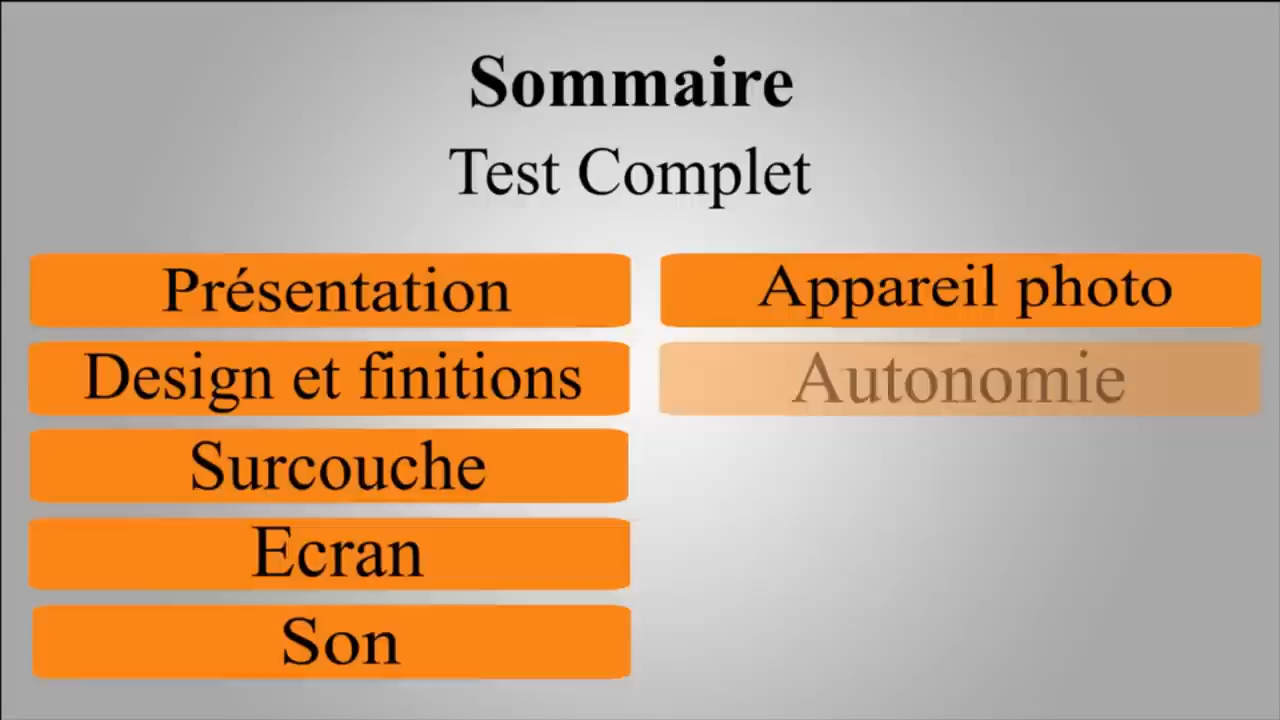 Sommaire
Test Complet
Présentation
Design et finitions
Surcouche
Ecran
Son
Appareil photo
Autonomie